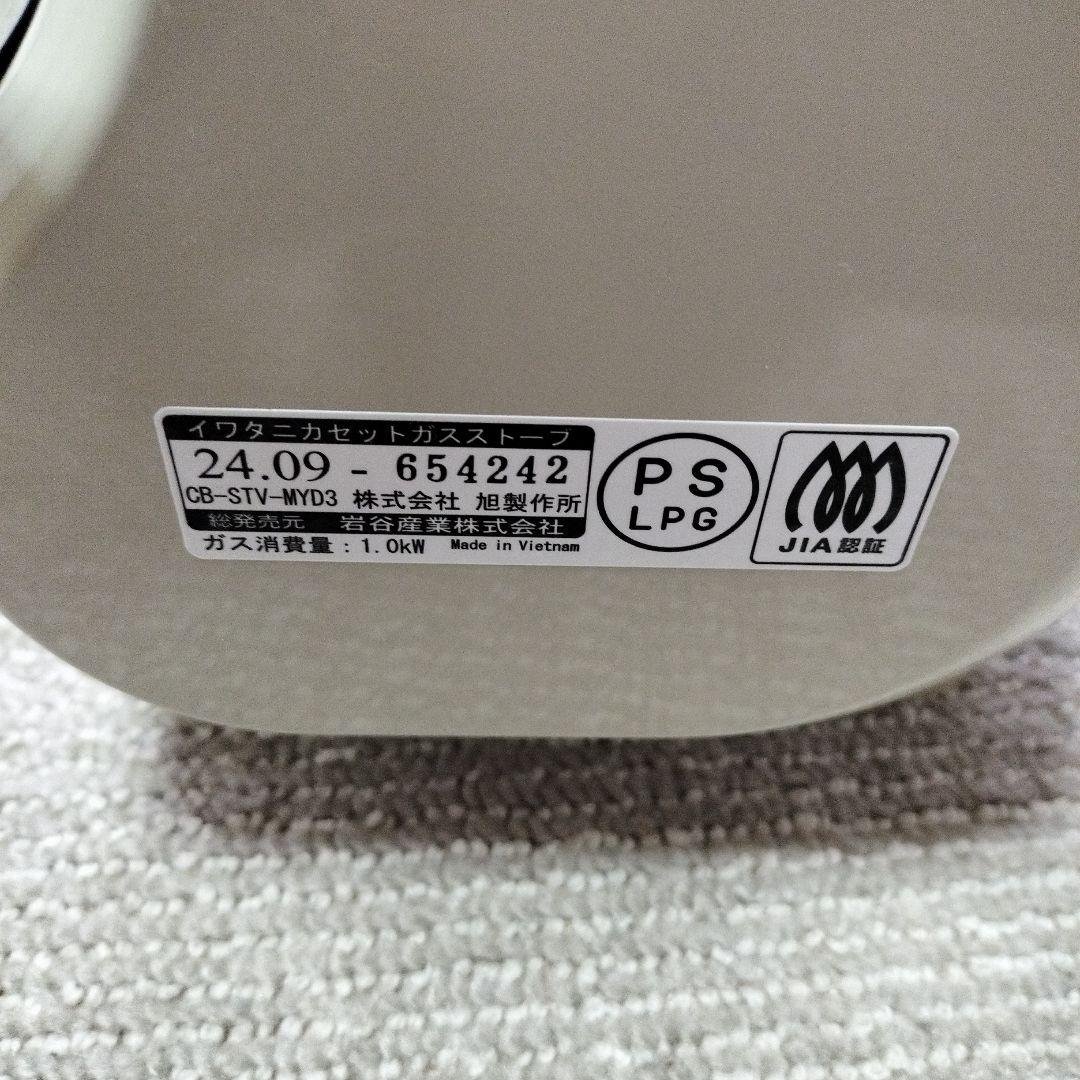 イワタニカセットガスストーブ
24.09 - 654242
CB-STV-MYD3 株式会社 旭製作所
総発売元 岩谷産業株式会社
ガス消費量：1.0kW Made in Vietnam
PS
LPG
JIA認証